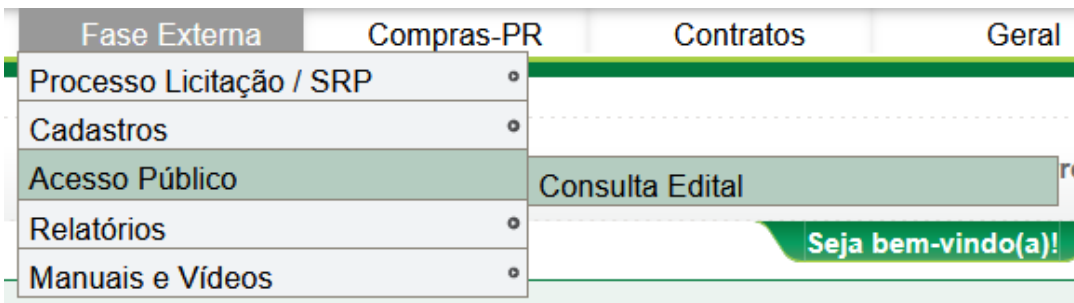 Fase Externa Compras-PR Contratos Geral
Processo Licitação / SRP
Cadastros
Acesso Público Consulta Edital
Relatórios
Seja bem-vindo(a)!
Manuais e Vídeos